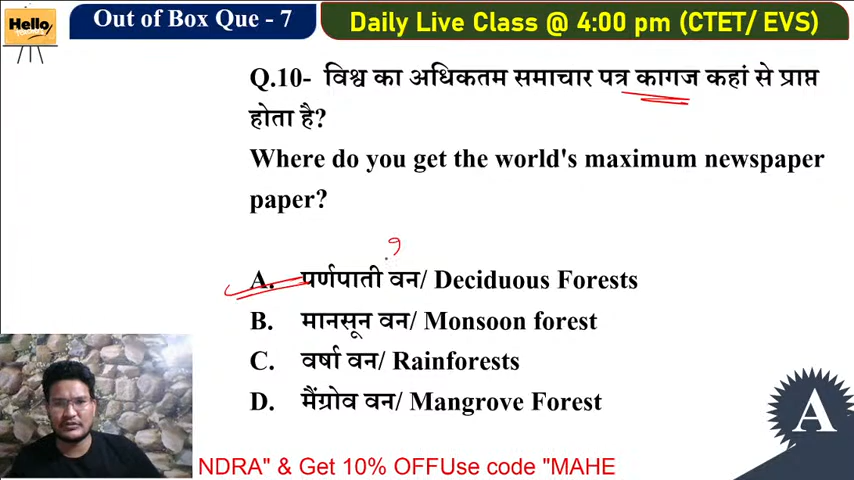 Hello
Out of Box Que - 7
Daily Live Class @ 4:00 pm (CTET/ EVS)
Q.10- विश्व का अधिकतम समाचार पत्र कागज कहां से प्राप्त
होता है?
Where do you get the world's maximum newspaper
paper?
A. पर्णपाती वन/ Deciduous Forests
B. मानसून वन/ Monsoon forest
C. वर्षा वन/ Rainforests
D. मैंग्रोव वन/ Mangrove Forest
A
NDRA" & Get 10% OFFUse code "MAHE